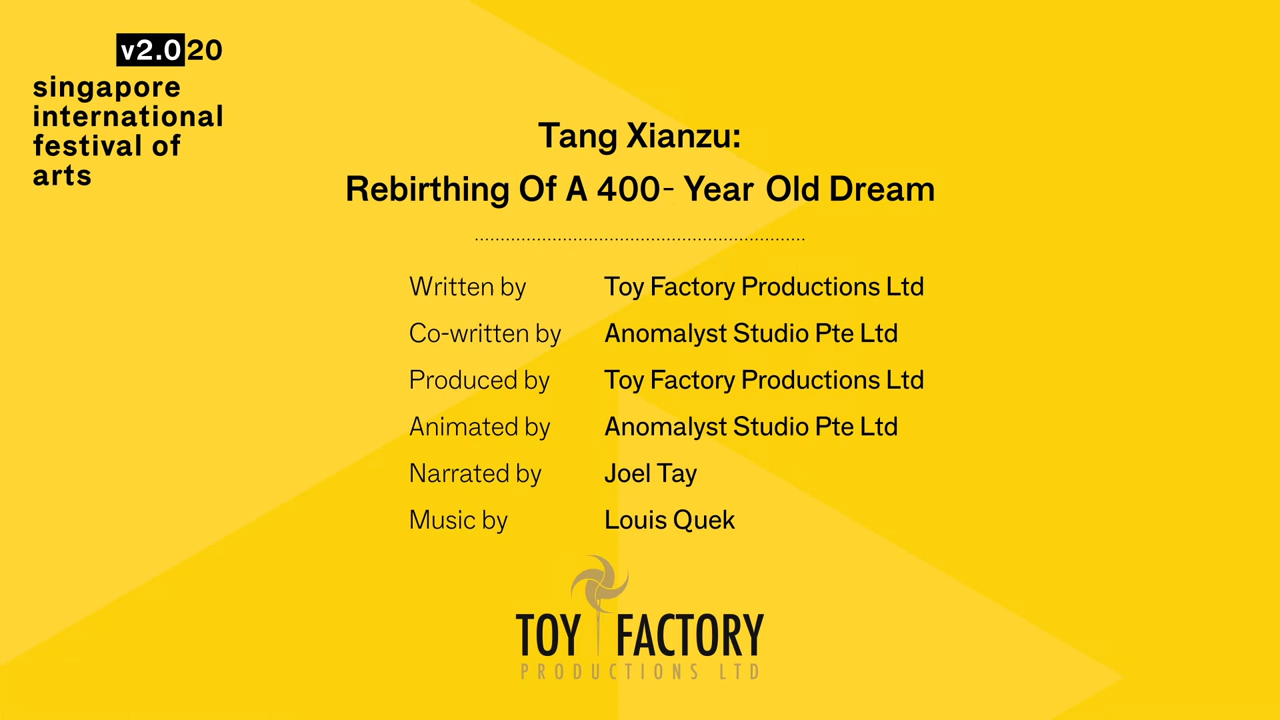 v2.020
singapore
international
festival of
arts
Tang Xianzu:
Rebirthing Of A 400- Year Old Dream
Written by Toy Factory Productions Ltd
Co-written by Anomalyst Studio Pte Ltd
Produced by Toy Factory Productions Ltd
Animated by Anomalyst Studio Pte Ltd
Narrated by Joel Tay
Music by Louis Quek
TOY FACTORY
PRODUCTIONS LTD